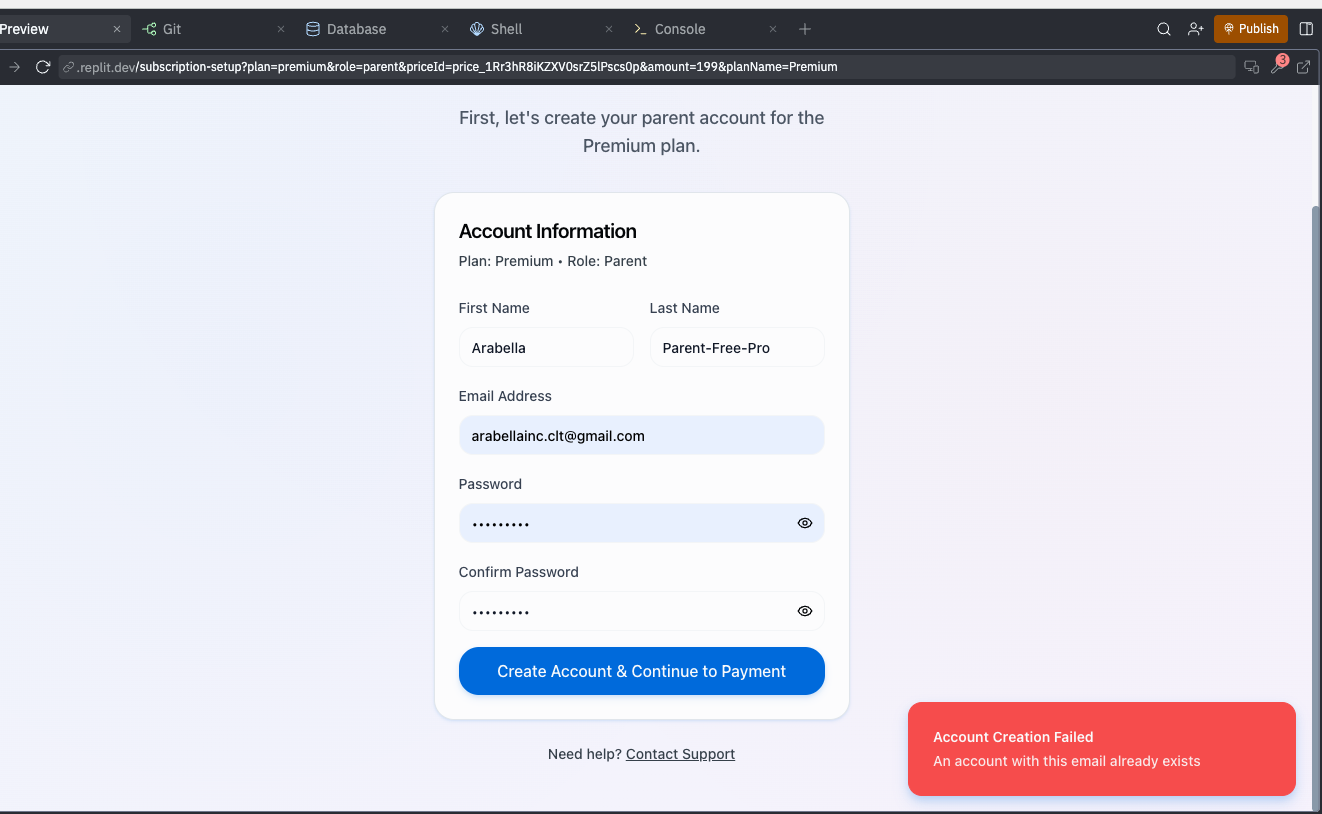 Preview
Git
Database
Shell
Console
Publish
.replit.dev/subscription-setup?plan=premium&role=parent&priceId=price_1Rr3hR8iKZXV0srZ5lPscs0p&amount=199&planName=Premium
3
First, let's create your parent account for the
Premium plan.
Account Information
Plan: Premium • Role: Parent
First Name
Last Name
Arabella
Parent-Free-Pro
Email Address
arabellainc.clt@gmail.com
Password
•••••••••
Confirm Password
•••••••••
Create Account & Continue to Payment
Need help? Contact Support
Account Creation Failed
An account with this email already exists